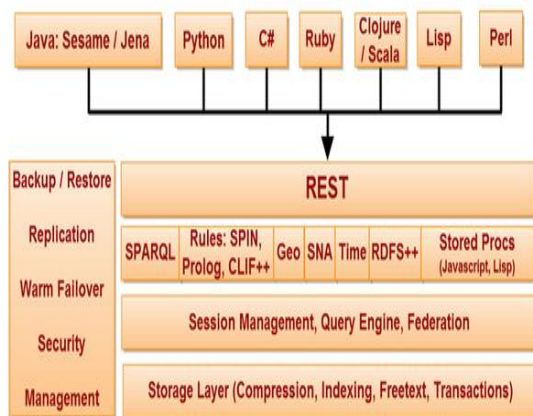 Java: Sesame / Jena
Python
C#
Ruby
Clojure
/ Scala
Lisp
Perl
Backup / Restore
Replication
Warm Failover
Security
Management
REST
SPARQL
Rules: SPIN,
Prolog, CLIF++
Geo
SNA
Time
RDFS++
Stored Procs
(Javascript, Lisp)
Session Management, Query Engine, Federation
Storage Layer (Compression, Indexing, Freetext, Transactions)